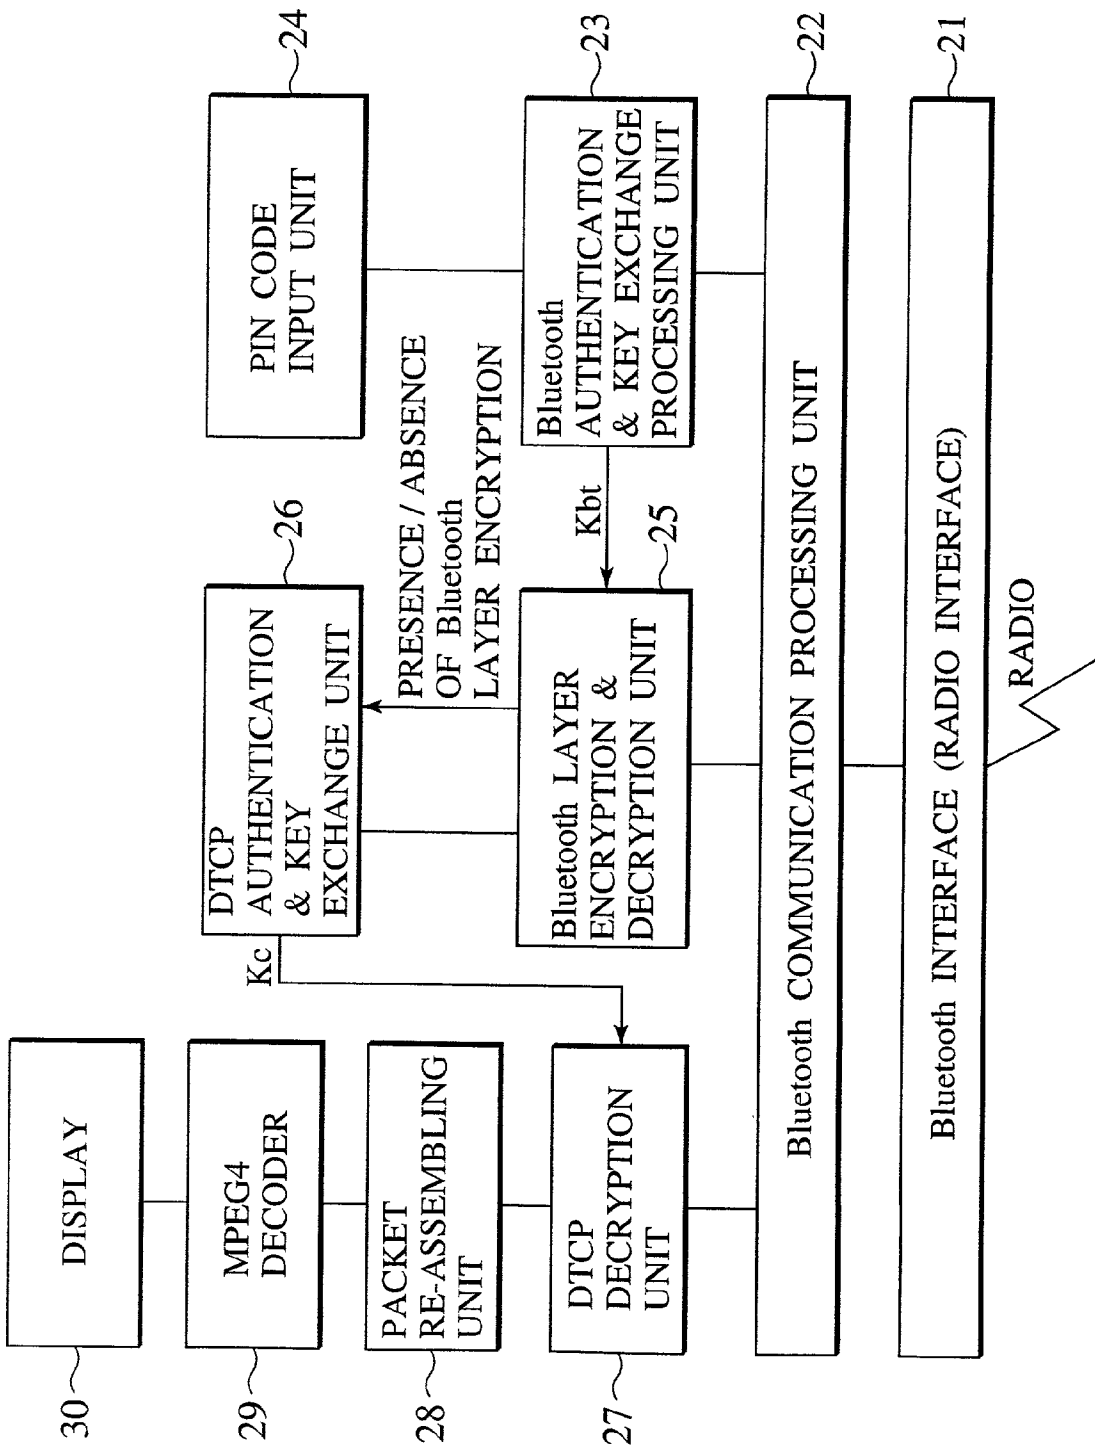 30
DISPLAY
29
MPEG4
DECODER
28
PACKET
RE-ASSEMBLING
UNIT
27
DTCP
DECRYPTION
UNIT
Kc
26
DTCP
AUTHENTICATION
& KEY
EXCHANGE UNIT
PRESENCE / ABSENCE
OF Bluetooth
LAYER ENCRYPTION
25
Bluetooth LAYER
ENCRYPTION &
DECRYPTION UNIT
Kbt
24
PIN CODE
INPUT UNIT
23
Bluetooth
AUTHENTICATION
& KEY EXCHANGE
PROCESSING UNIT
22
Bluetooth COMMUNICATION PROCESSING UNIT
21
Bluetooth INTERFACE (RADIO INTERFACE)
RADIO